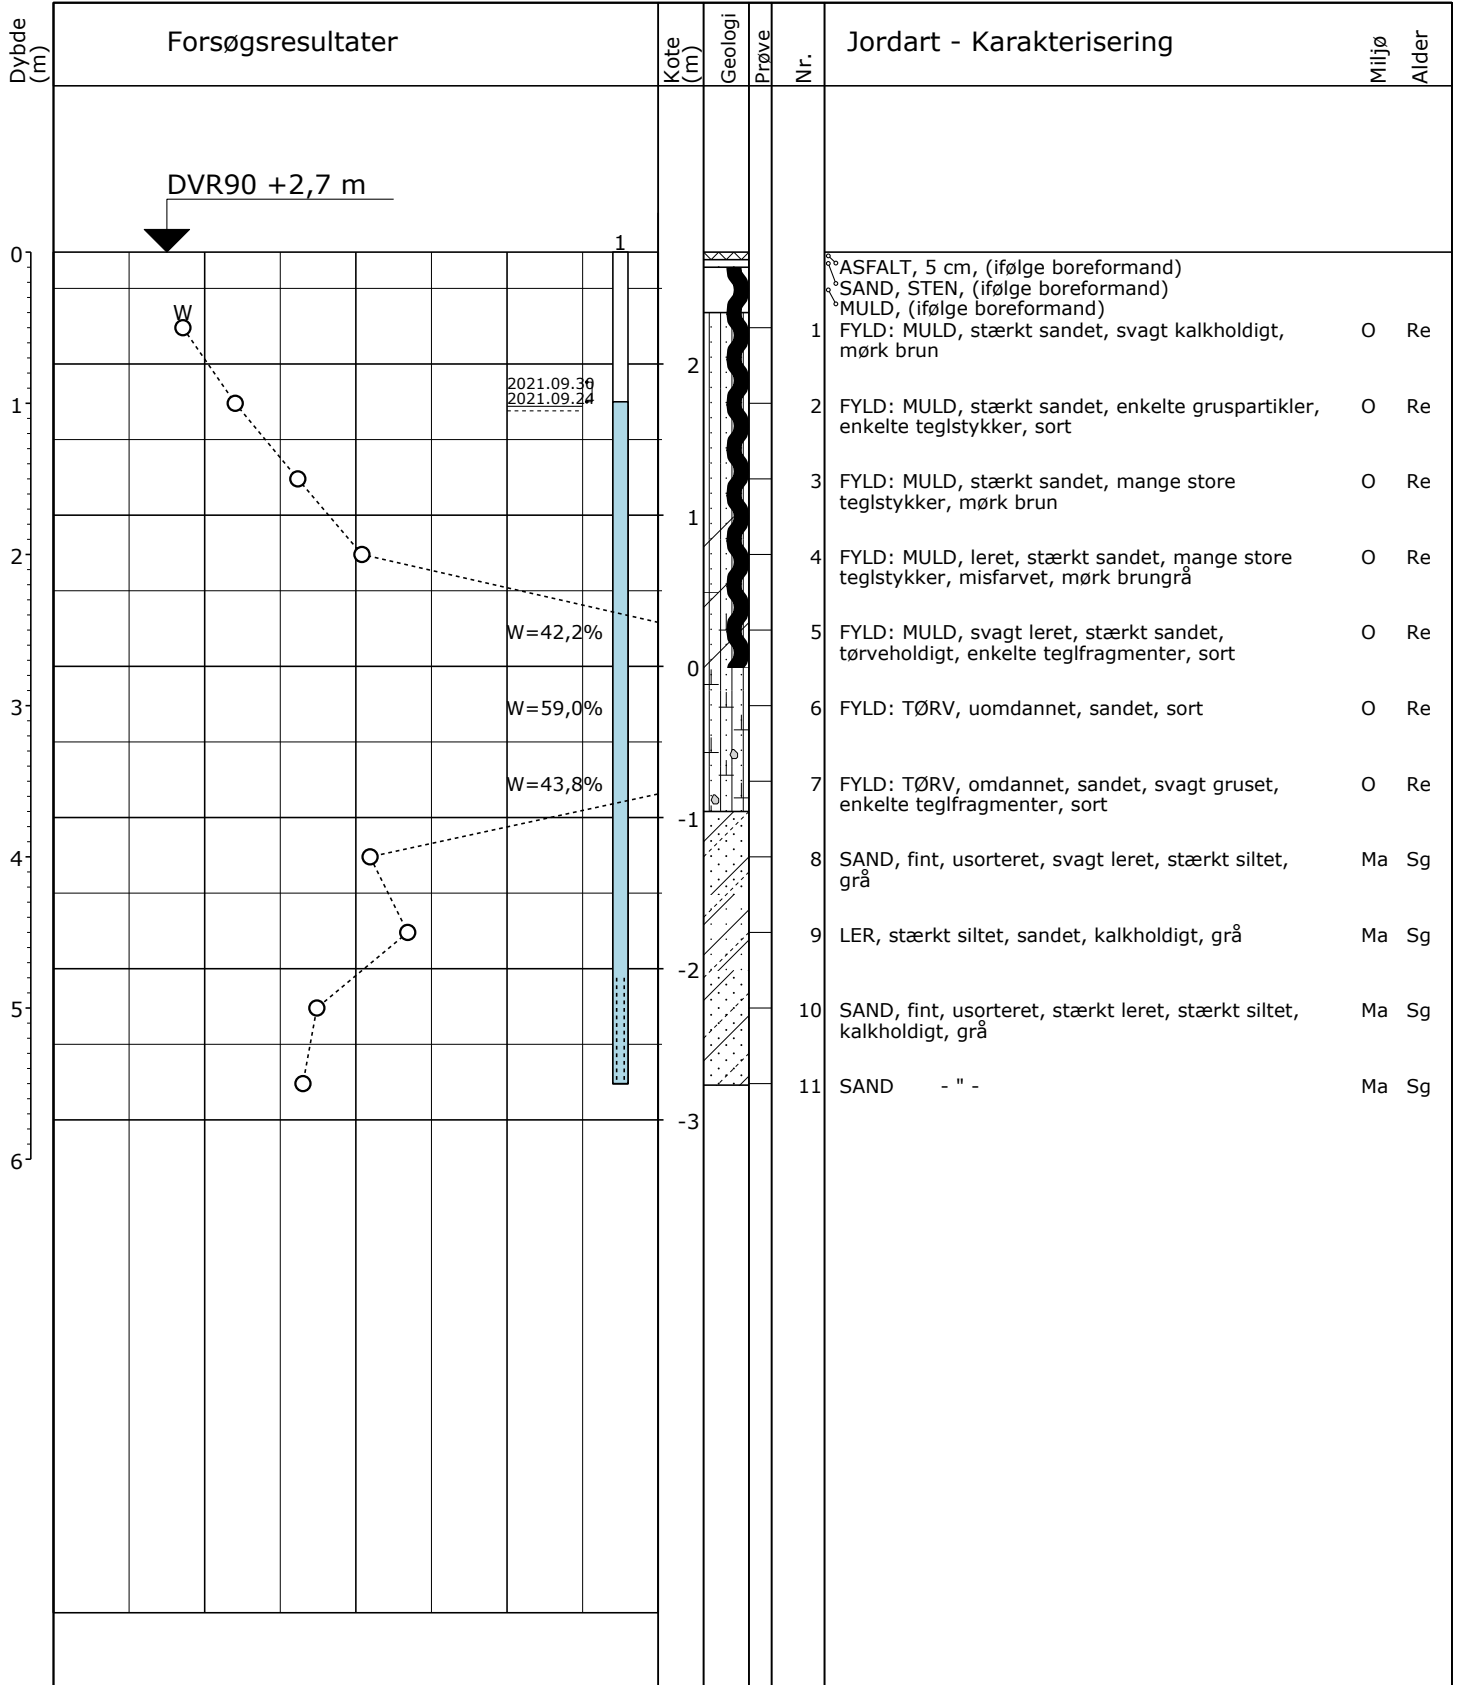 Dybde
(m)
Forsøgsresultater
Kote
(m)
Geologi
Prøve
Nr.
Jordart - Karakterisering
Miljø
Alder
DVR90 +2,7 m
1
0
ASFALT, 5 cm, (ifølge boreformand)
SAND, STEN, (ifølge boreformand)
MULD, (ifølge boreformand)
W
1 FYLD: MULD, stærkt sandet, svagt kalkholdigt, O Re
mørk brun
2
2021.09.30
2021.09.24
1
2 FYLD: MULD, stærkt sandet, enkelte gruspartikler, O Re
enkelte teglstykker, sort
3 FYLD: MULD, stærkt sandet, mange store O Re
teglstykker, mørk brun
1
2
4 FYLD: MULD, leret, stærkt sandet, mange store O Re
teglstykker, misfarvet, mørk brungrå
W=42,2%
5 FYLD: MULD, svagt leret, stærkt sandet, O Re
tørveholdigt, enkelte teglfragmenter, sort
0
3
W=59,0%
6 FYLD: TØRV, uomdannet, sandet, sort O Re
W=43,8%
7 FYLD: TØRV, omdannet, sandet, svagt gruset, O Re
enkelte teglfragmenter, sort
-1
4
8 SAND, fint, usorteret, svagt leret, stærkt siltet, Ma Sg
grå
9 LER, stærkt siltet, sandet, kalkholdigt, grå Ma Sg
-2
5
10 SAND, fint, usorteret, stærkt leret, stærkt siltet, Ma Sg
kalkholdigt, grå
11 SAND - " - Ma Sg
-3
6